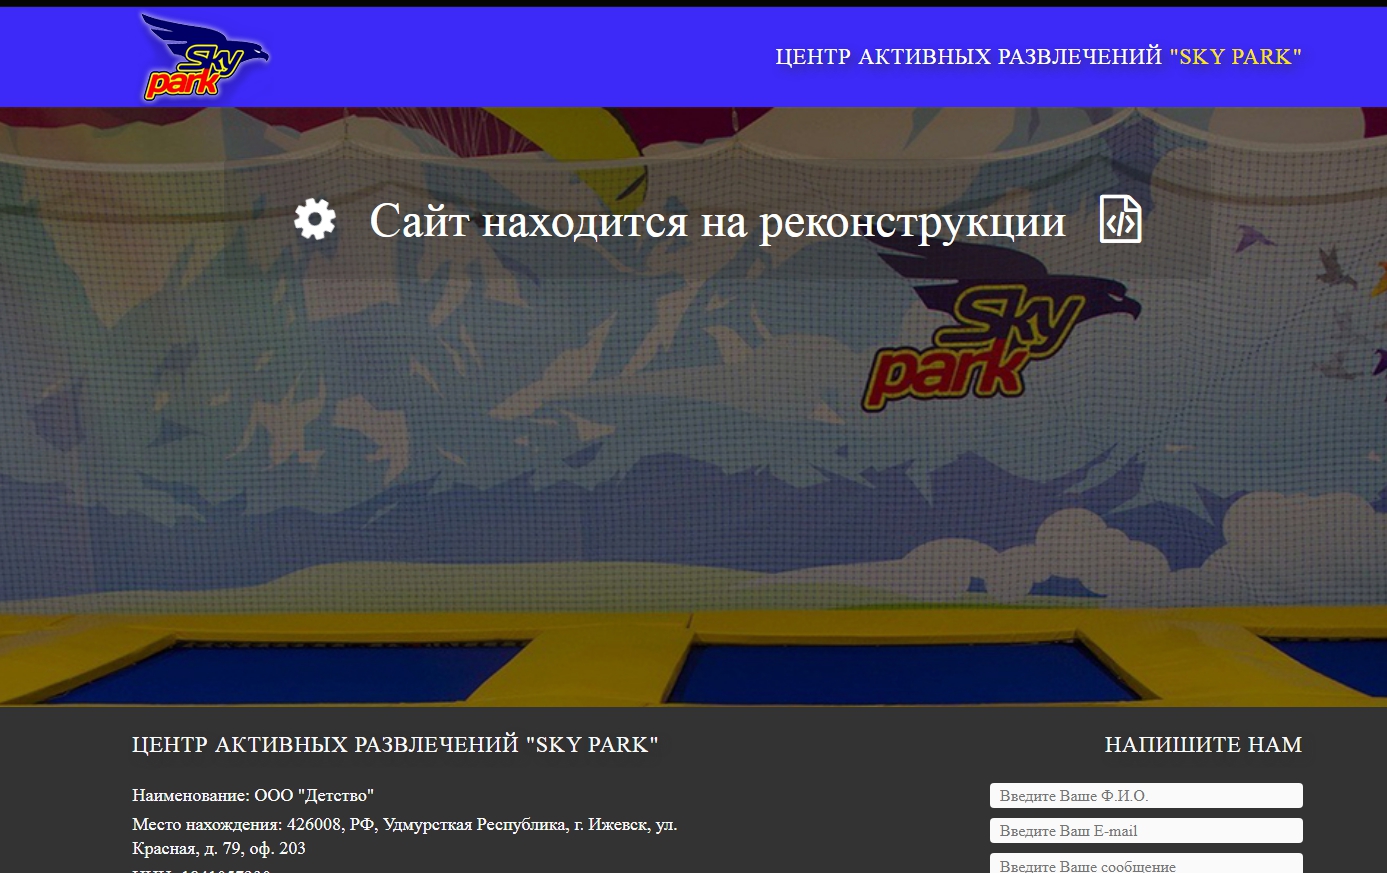 Sky
park
ЦЕНТР АКТИВНЫХ РАЗВЛЕЧЕНИЙ "SKY PARK"
Сайт находится на реконструкции
</>
Sky
park
ЦЕНТР АКТИВНЫХ РАЗВЛЕЧЕНИЙ "SKY PARK"
Наименование: ООО "Детство"
Место нахождения: 426008, РФ, Удмурсткая Республика, г. Ижевск, ул.
Красная, д. 79, оф. 203
НАПИШИТЕ НАМ
Введите Ваше Ф.И.О.
Введите Ваш E-mail
Введите Ваше сообщение